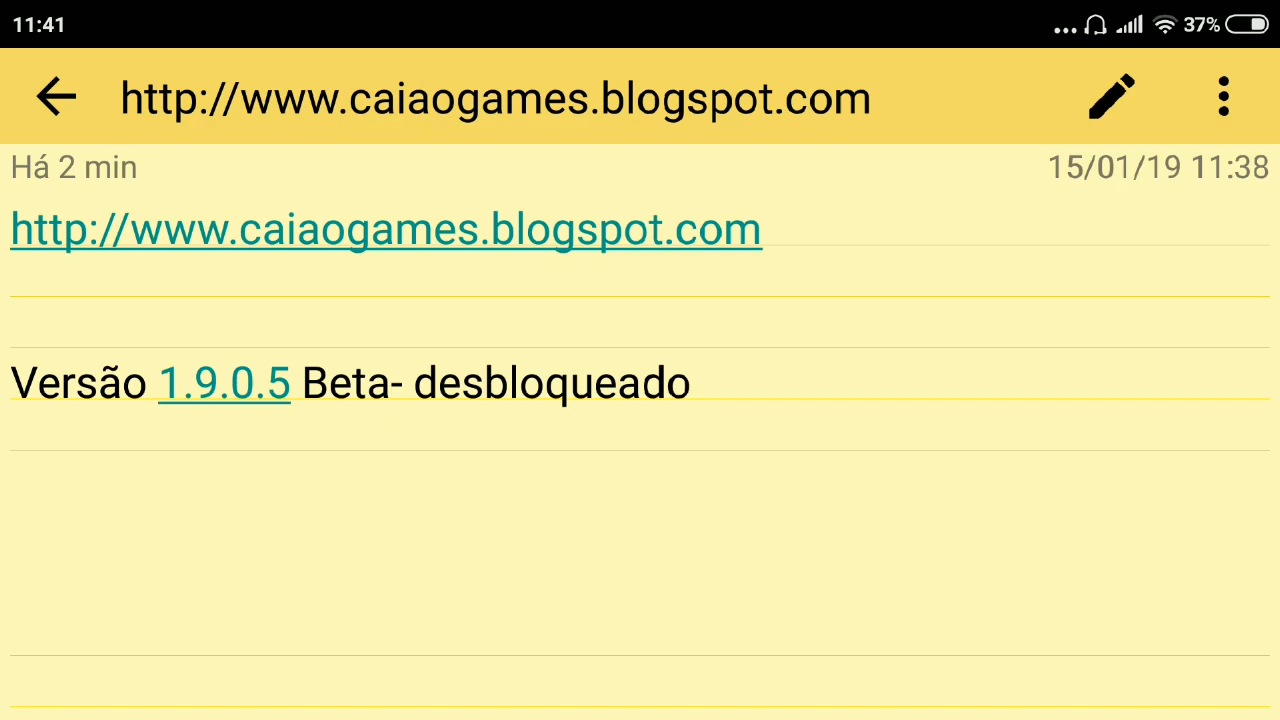 11:41
37%
http://www.caiaogames.blogspot.com
Há 2 min
15/01/19 11:38
http://www.caiaogames.blogspot.com
Versão 1.9.0.5 Beta- desbloqueado